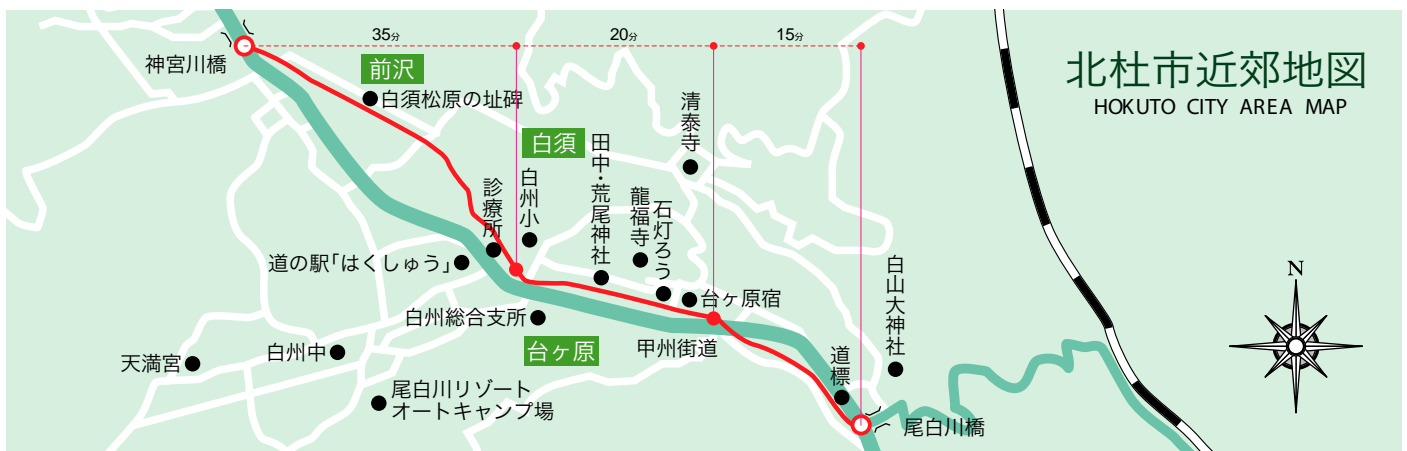 35分
20分
15分
北杜市近郊地図
HOKUTO CITY AREA MAP
神宮川橋
前沢
白須松原の址碑
白須
清泰寺
田中・荒尾神社
龍福寺
石灯ろう
白州小
診療所
道の駅「はくしゅう」
台ヶ原宿
白山大神社
N
白州総合支所
台ヶ原
甲州街道
道標
天満宮
白州中
尾白川リゾート
オートキャンプ場
尾白川橋